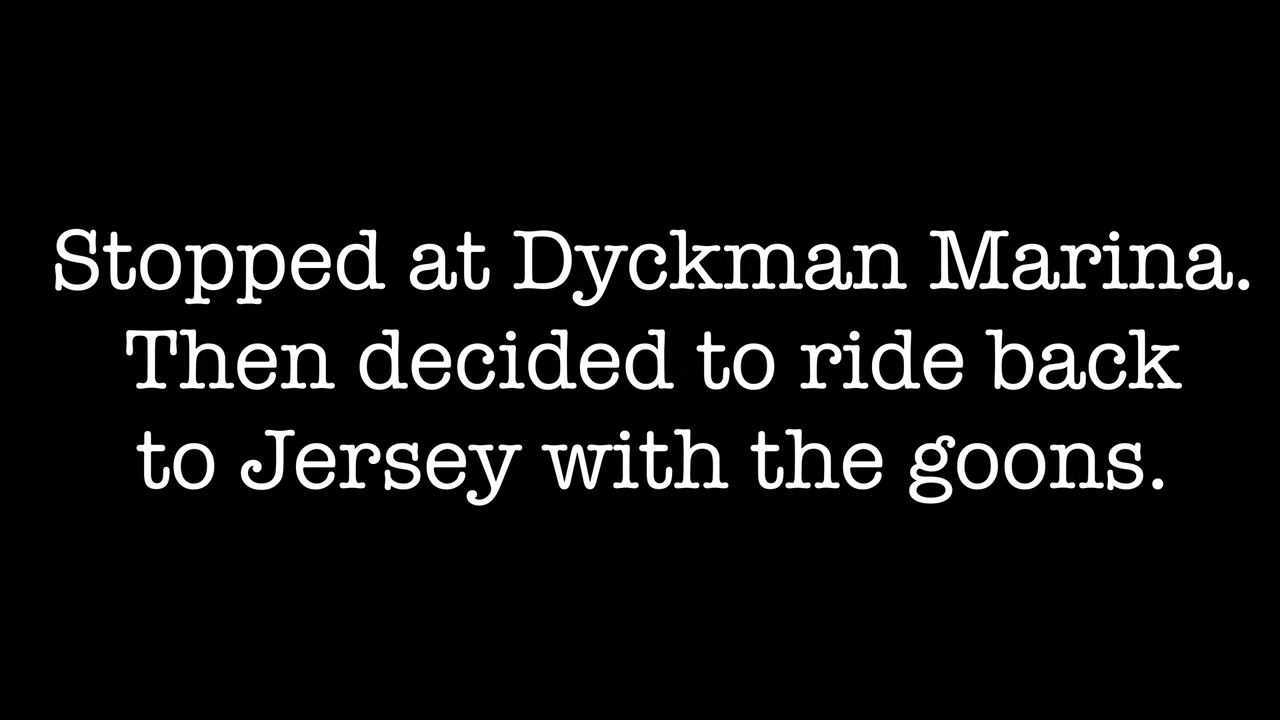 Stopped at Dyckman Marina.
Then decided to ride back
to Jersey with the goons.